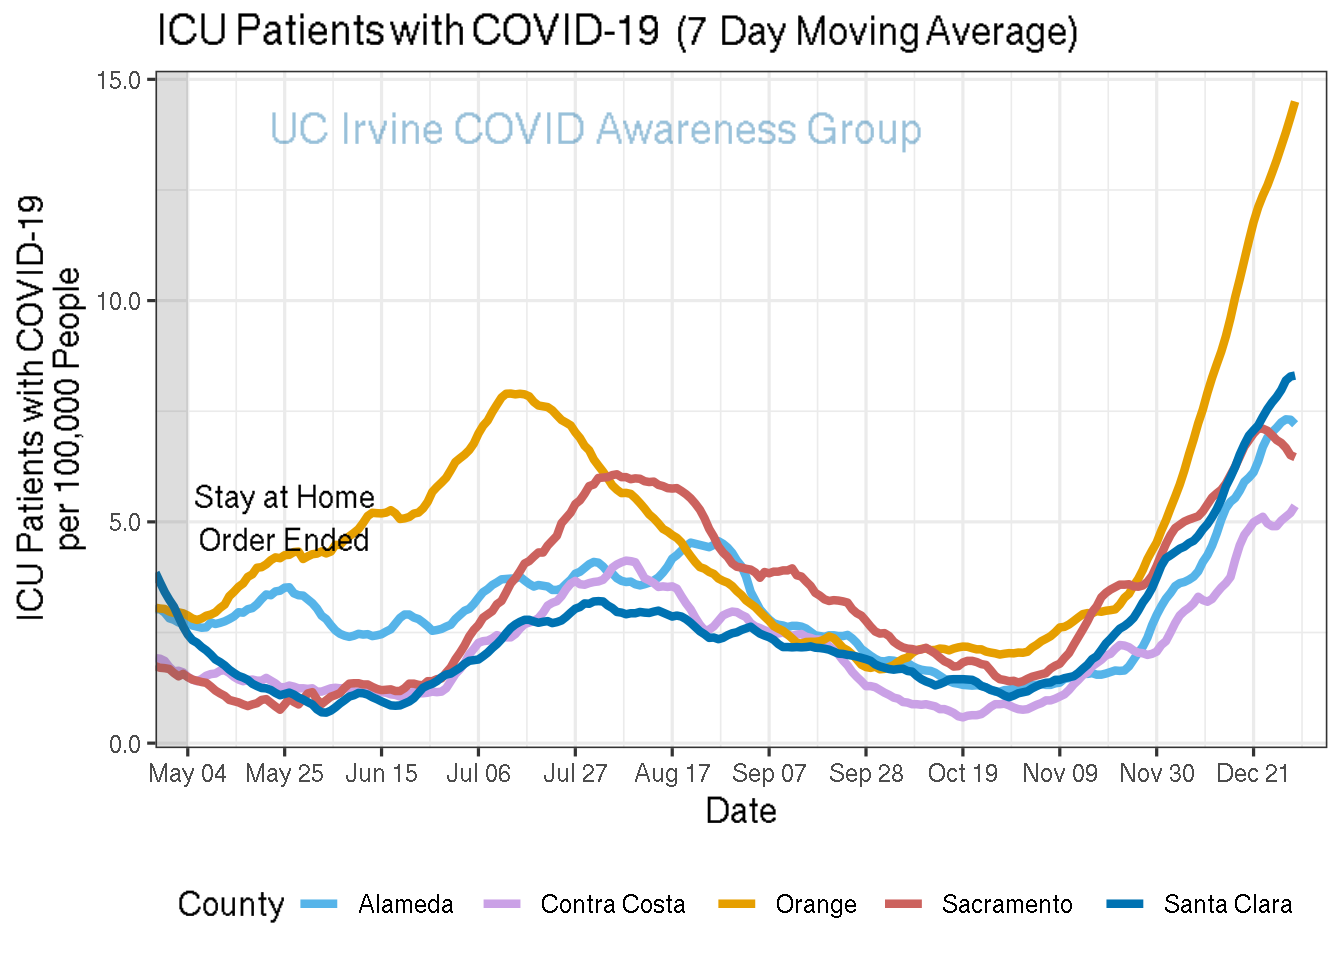 ICU Patients with COVID-19 (7 Day Moving Average)
UC Irvine COVID Awareness Group
ICU Patients with COVID-19
per 100,000 People
15.0
10.0
5.0
0.0
Stay at Home
Order Ended
May 04 May 25 Jun 15 Jul 06 Jul 27 Aug 17 Sep 07 Sep 28 Oct 19 Nov 09 Nov 30 Dec 21
Date
County Alameda Contra Costa Orange Sacramento Santa Clara